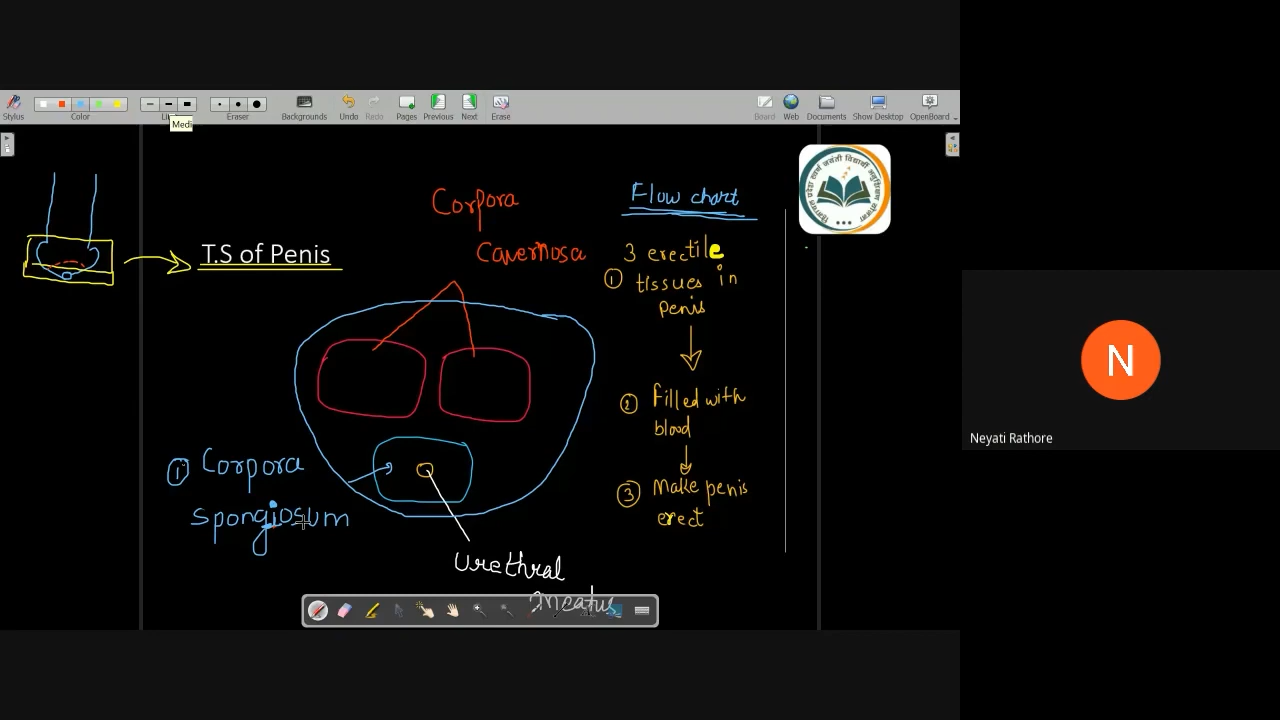 Stylus
Color
Line
Eraser
Backgrounds
Undo
Redo
Pages
Previous
Next
Erase
Board
Web
Documents
Show Desktop
OpenBoard
Medi
Corpora
Cavernosa
T.S of Penis
Flow chart
3 erectile
① tissues in
penis
② Filled with
blood
③ Make penis
erect
① Corpora
spongiosum
Urethral
meatus
N
Neyati Rathore